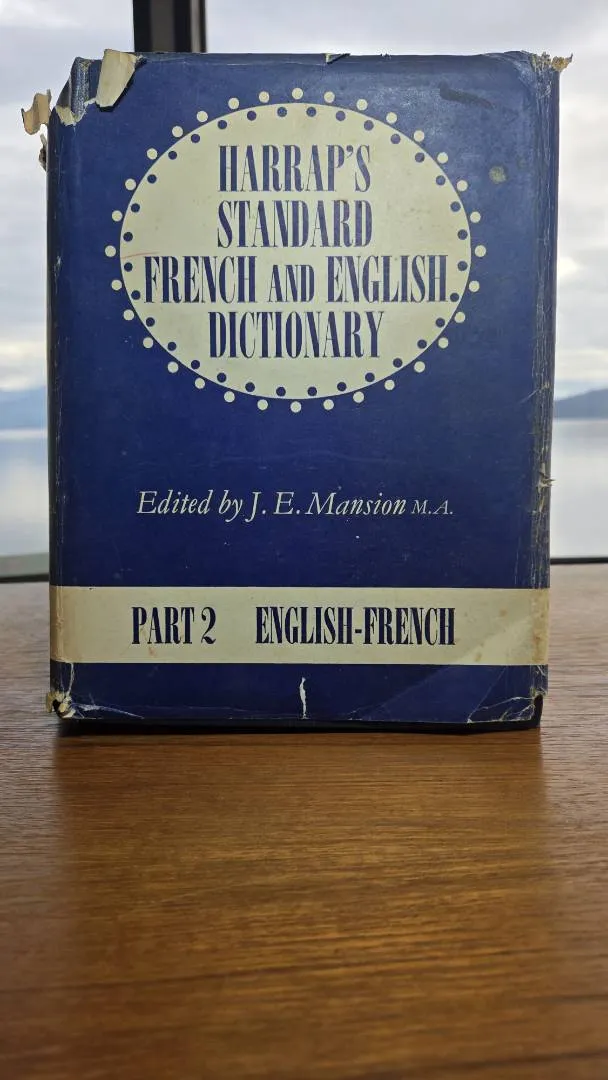 HARRAP'S
STANDARD
FRENCH AND ENGLISH
DICTIONARY
Edited by J. E. Mansion M.A.
PART 2 ENGLISH-FRENCH